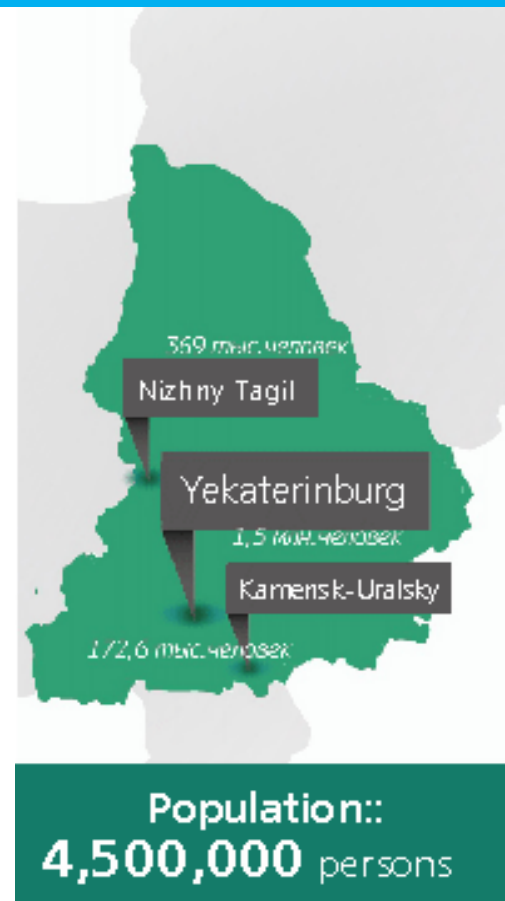 369 тыс.человек
Nizhny Tagil
Yekaterinburg
1,5 млн.человек
Kamensk-Uralsky
172,6 тыс.человек
Population::
4,500,000 persons